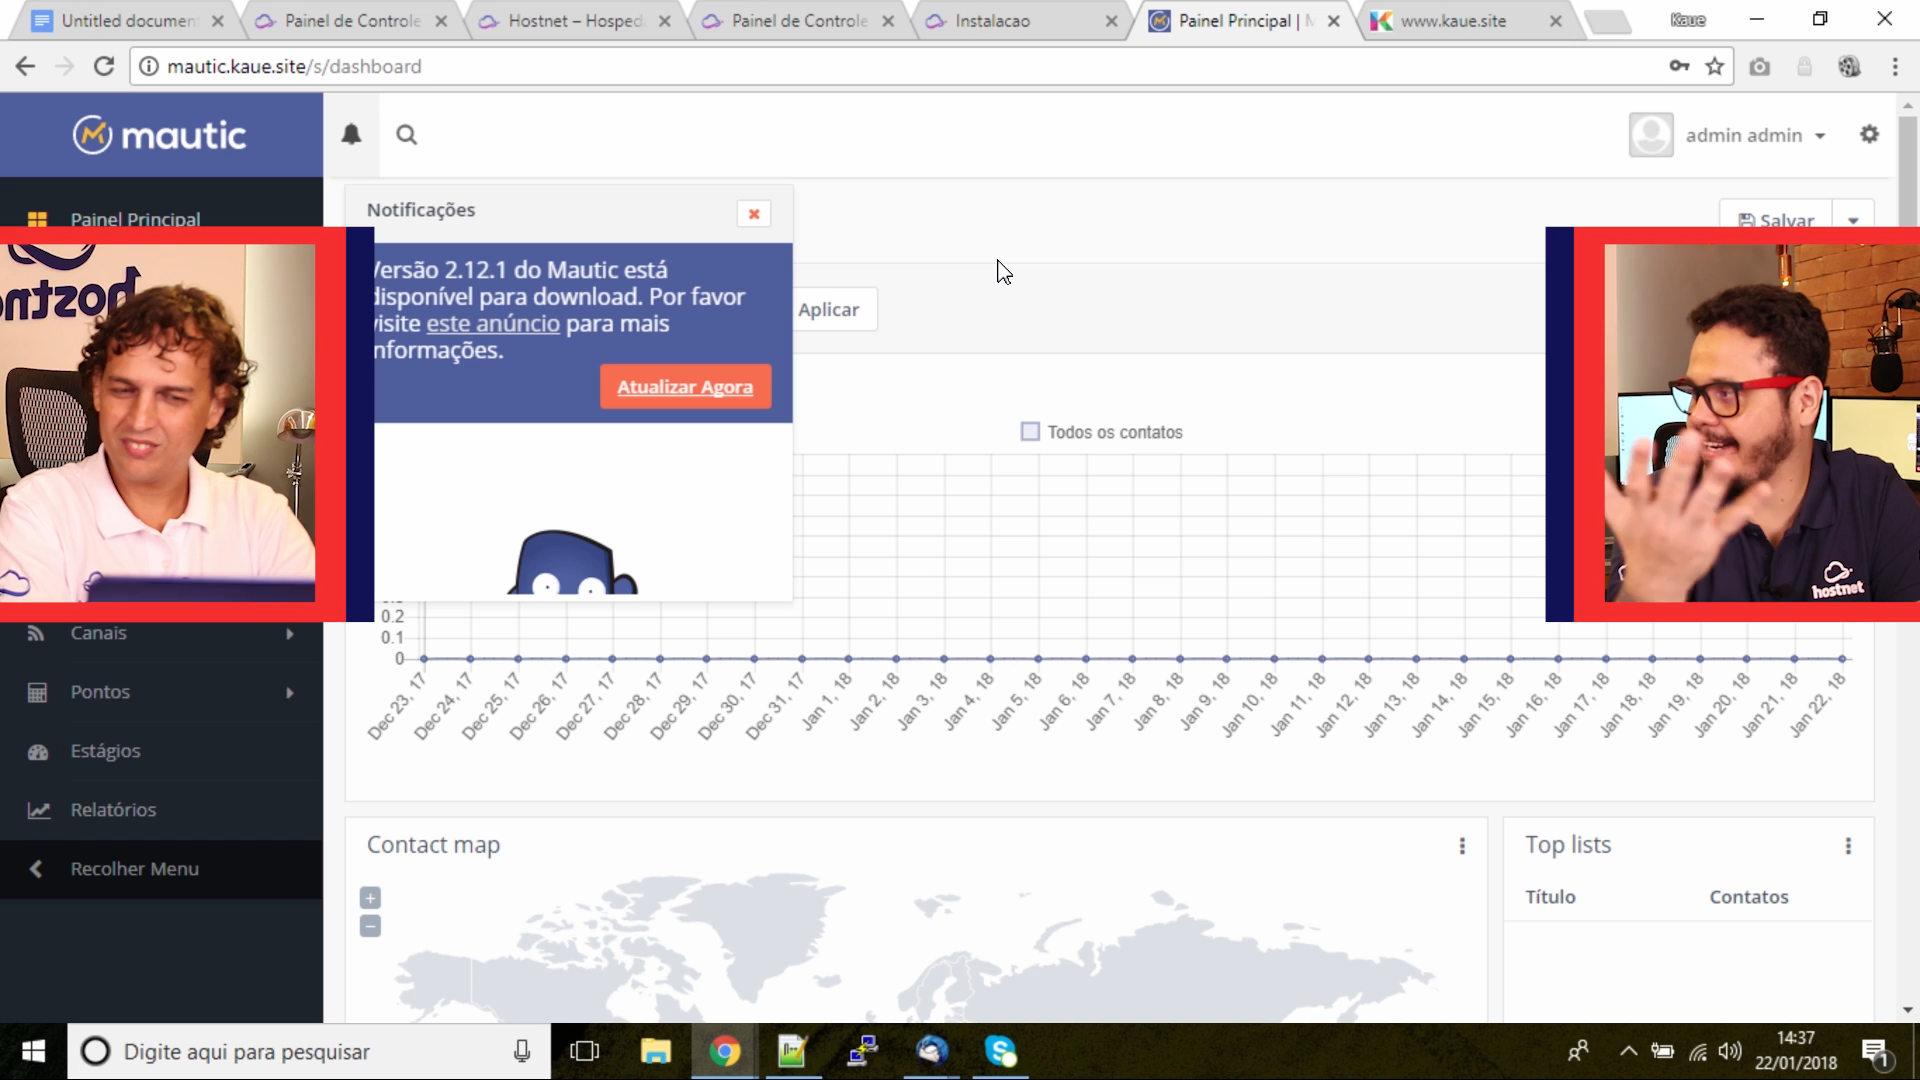 Untitled documen
Painel de Controle
Hostnet – Hosped
Painel de Controle
Instalacao
Painel Principal | M
www.kaue.site
Kaue
mautic.kaue.site/s/dashboard
mautic
admin admin
Painel Principal
Notificações
Salvar
Versão 2.12.1 do Mautic está
disponível para download. Por favor
visite este anúncio para mais
informações.
Atualizar Agora
Aplicar
hostnet
Todos os contatos
hostnet
0.2
0.1
0
Canais
Pontos
Estágios
Relatórios
Recolher Menu
Dec 23, 17
Dec 24, 17
Dec 25, 17
Dec 26, 17
Dec 27, 17
Dec 28, 17
Dec 29, 17
Dec 30, 17
Dec 31, 17
Jan 1, 18
Jan 2, 18
Jan 3, 18
Jan 4, 18
Jan 5, 18
Jan 6, 18
Jan 7, 18
Jan 8, 18
Jan 9, 18
Jan 10, 18
Jan 11, 18
Jan 12, 18
Jan 13, 18
Jan 14, 18
Jan 15, 18
Jan 16, 18
Jan 17, 18
Jan 18, 18
Jan 19, 18
Jan 20, 18
Jan 21, 18
Jan 22, 18
Contact map
Top lists
Título
Contatos
+
−
Digite aqui para pesquisar
14:37
22/01/2018
1